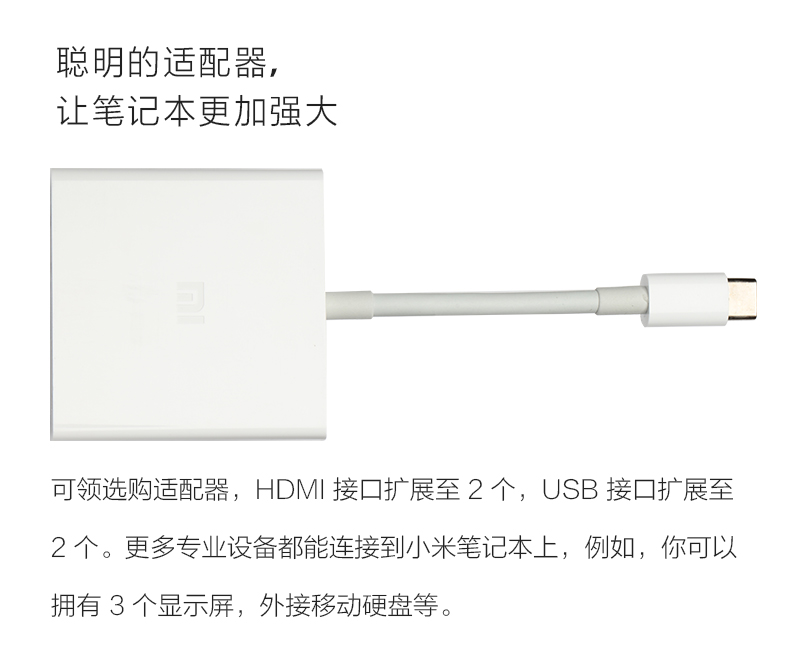 聪明的适配器,
让笔记本更加强大
mi
可领选购适配器，HDMI 接口扩展至 2 个，USB 接口扩展至
2 个。更多专业设备都能连接到小米笔记本上，例如，你可以
拥有 3 个显示屏，外接移动硬盘等。